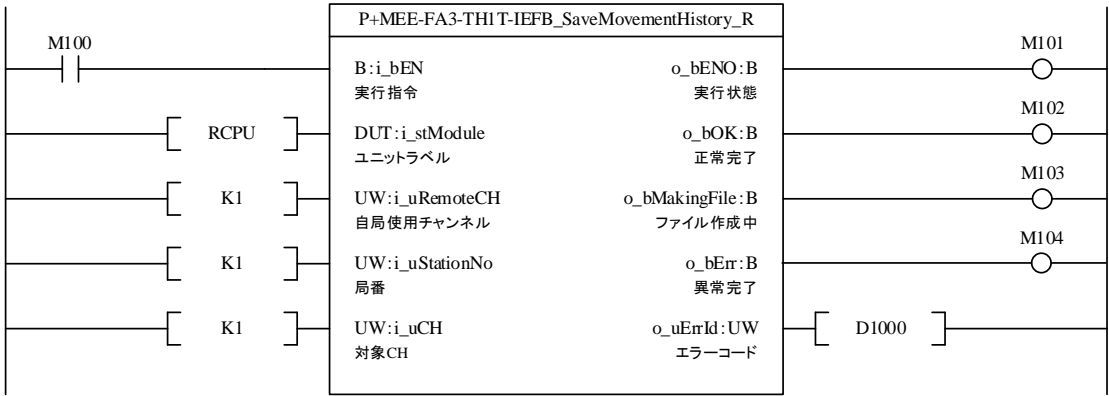 P+MEE-FA3-TH1T-IEFB_SaveMovementHistory_R
M100
M101
B:i_bEN
o_bENO:B
実行指令
実行状態
M102
RCPU
DUT:i_stModule
o_bOK:B
ユニットラベル
正常完了
M103
K1
UW:i_uRemoteCH
o_bMakingFile:B
自局使用チャンネル
ファイル作成中
M104
K1
UW:i_uStationNo
o_bErr:B
局番
異常完了
K1
UW:i_uCH
o_uErrId:UW
D1000
対象CH
エラーコード